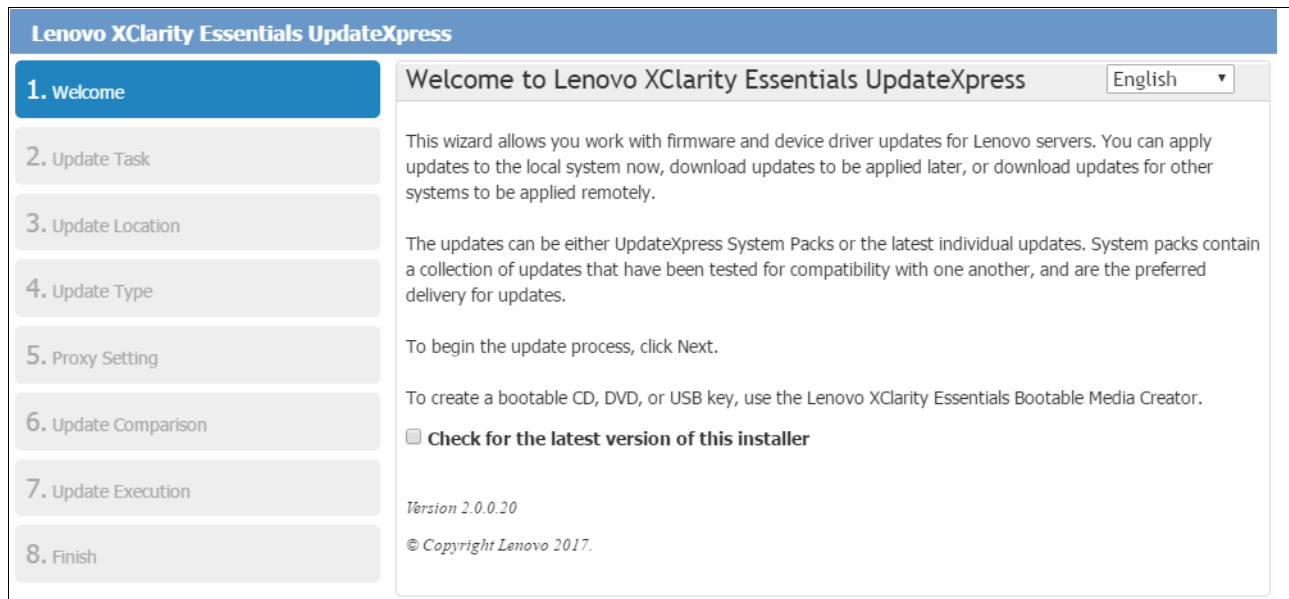 Lenovo XClarity Essentials UpdateXpress
1. Welcome
2. Update Task
3. Update Location
4. Update Type
5. Proxy Setting
6. Update Comparison
7. Update Execution
8. Finish
Welcome to Lenovo XClarity Essentials UpdateXpress
English
This wizard allows you work with firmware and device driver updates for Lenovo servers. You can apply
updates to the local system now, download updates to be applied later, or download updates for other
systems to be applied remotely.
The updates can be either UpdateXpress System Packs or the latest individual updates. System packs contain
a collection of updates that have been tested for compatibility with one another, and are the preferred
delivery for updates.
To begin the update process, click Next.
To create a bootable CD, DVD, or USB key, use the Lenovo XClarity Essentials Bootable Media Creator.
Check for the latest version of this installer
Version 2.0.0.20
© Copyright Lenovo 2017.